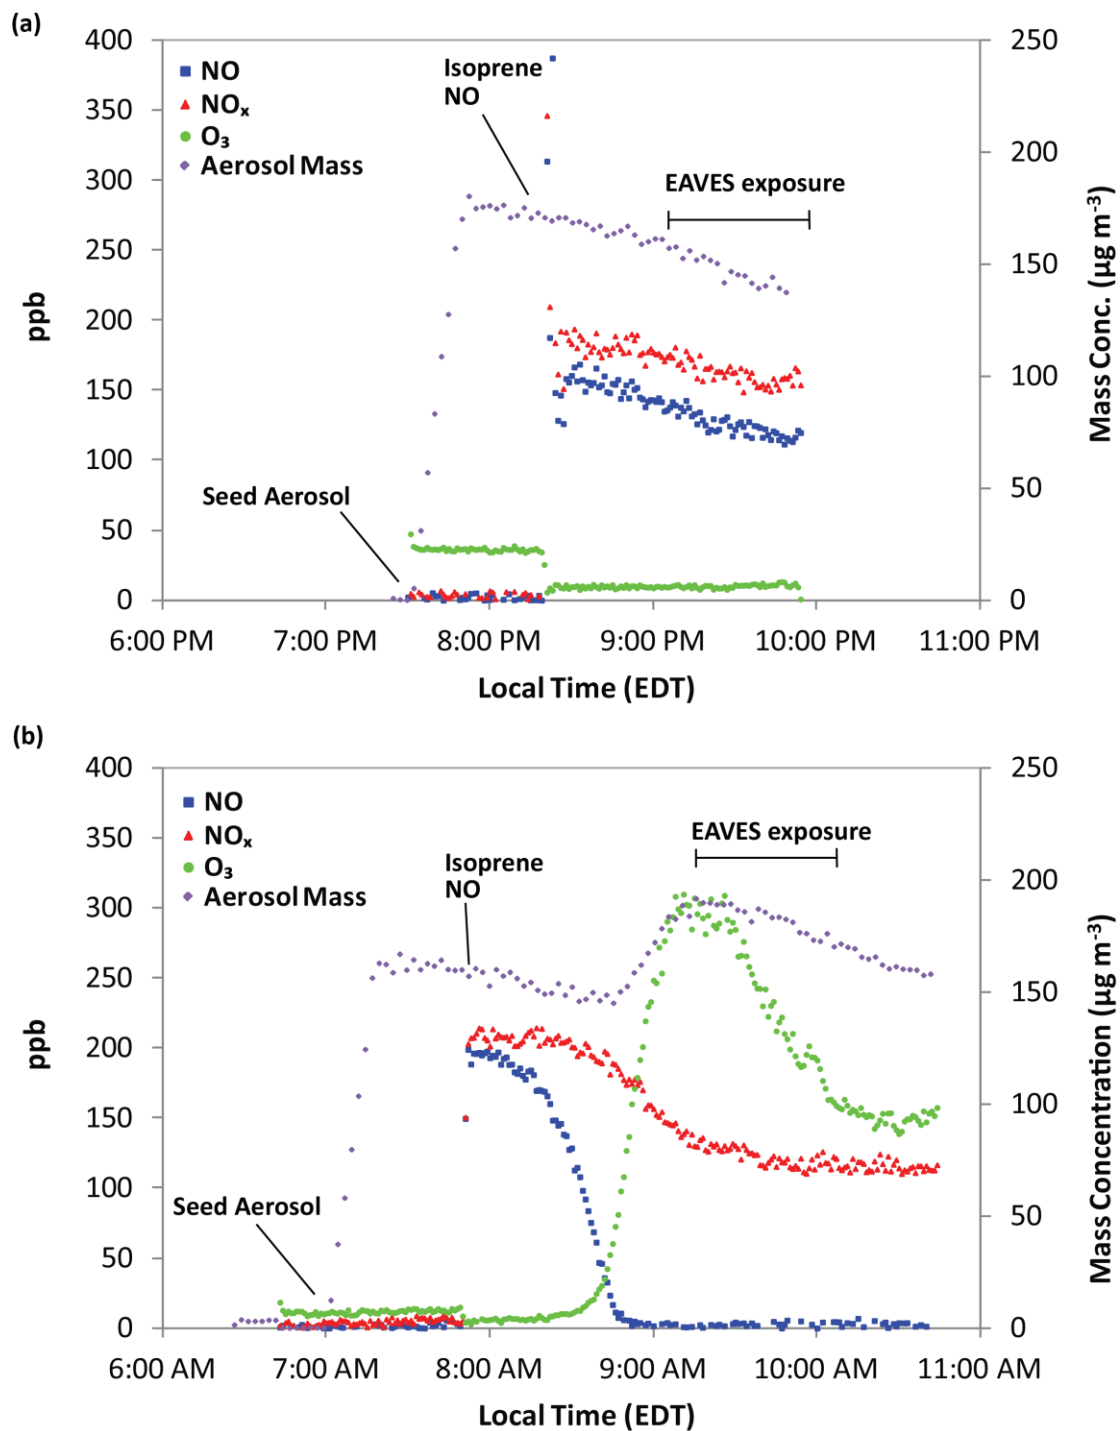 (a)
400
350
300
250
200
150
100
50
0
ppb
NO
NOₓ
O₃
Aerosol Mass
Isoprene
NO
EAVES exposure
Seed Aerosol
250
200
150
100
50
0
Mass Conc. (µg m⁻³)
6:00 PM 7:00 PM 8:00 PM 9:00 PM 10:00 PM 11:00 PM
Local Time (EDT)
(b)
400
350
300
250
200
150
100
50
0
ppb
NO
NOₓ
O₃
Aerosol Mass
Isoprene
NO
EAVES exposure
Seed Aerosol
250
200
150
100
50
0
Mass Concentration (µg m⁻³)
6:00 AM 7:00 AM 8:00 AM 9:00 AM 10:00 AM 11:00 AM
Local Time (EDT)